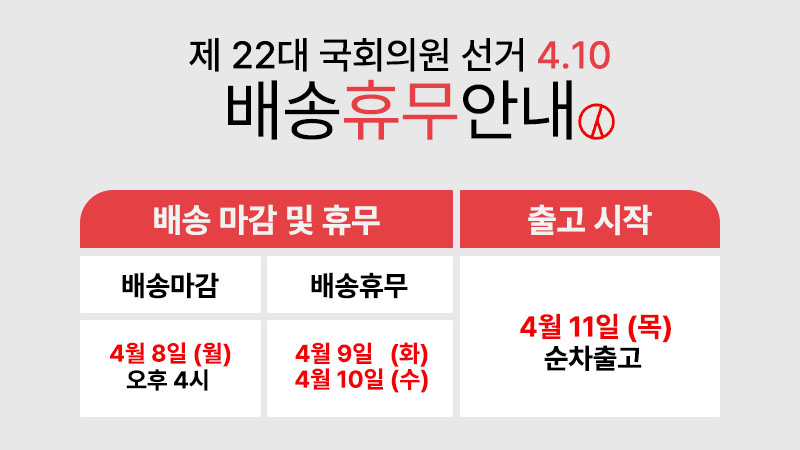 제 22대 국회의원 선거 4.10
배송휴무안내
배송 마감 및 휴무
출고 시작
배송마감
배송휴무
4월 8일 (월)
오후 4시
4월 9일 (화)
4월 10일 (수)
4월 11일 (목)
순차출고